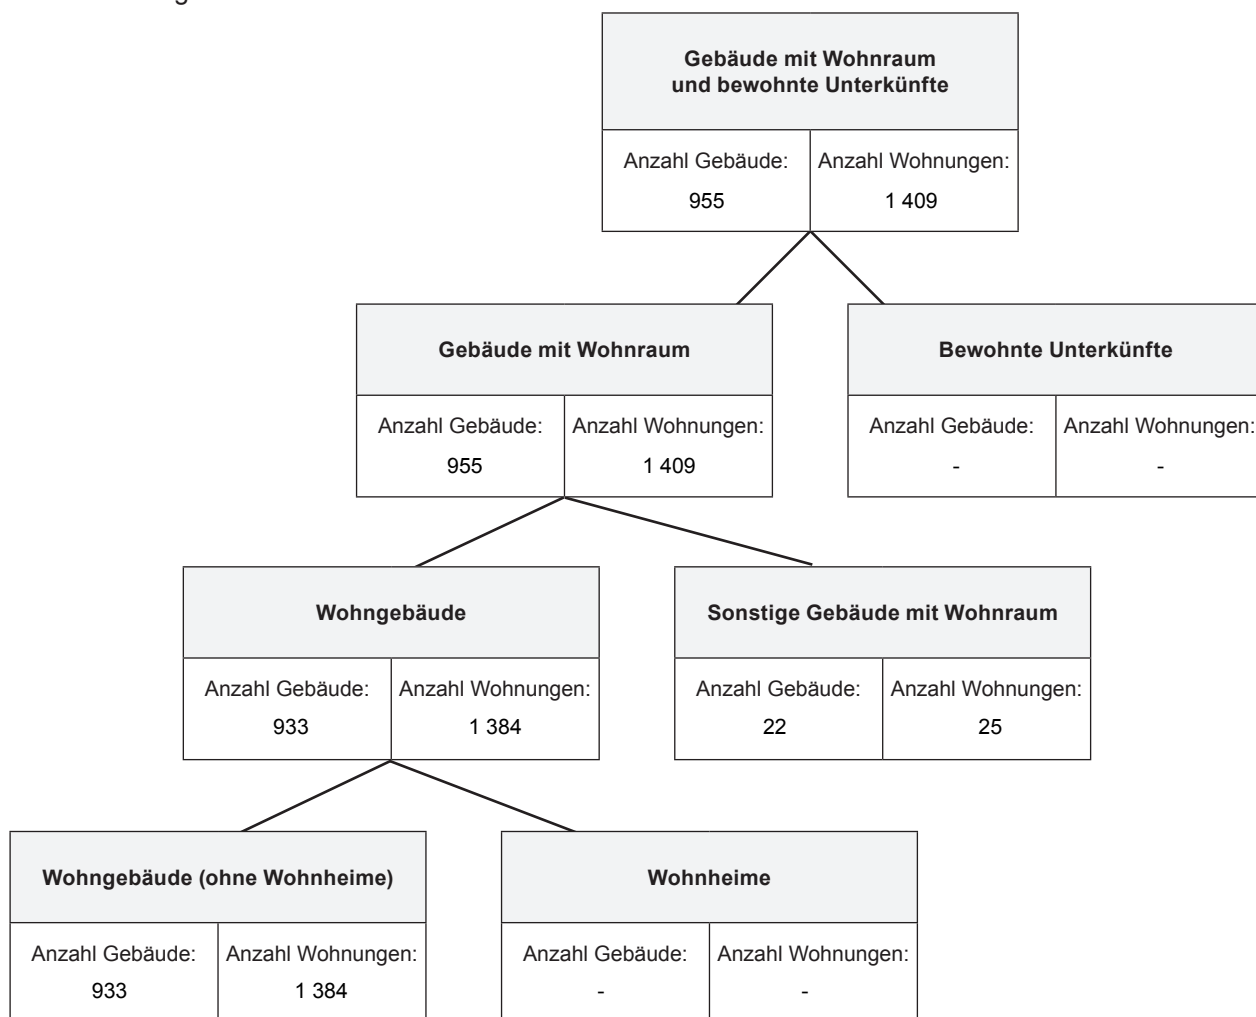 Gebäude mit Wohnraum
und bewohnte Unterkünfte
Anzahl Gebäude: Anzahl Wohnungen:
955 1 409
Gebäude mit Wohnraum
Anzahl Gebäude: Anzahl Wohnungen:
955 1 409
Bewohnte Unterkünfte
Anzahl Gebäude: Anzahl Wohnungen:
- -
Wohngebäude
Anzahl Gebäude: Anzahl Wohnungen:
933 1 384
Sonstige Gebäude mit Wohnraum
Anzahl Gebäude: Anzahl Wohnungen:
22 25
Wohngebäude (ohne Wohnheime)
Anzahl Gebäude: Anzahl Wohnungen:
933 1 384
Wohnheime
Anzahl Gebäude: Anzahl Wohnungen:
- -